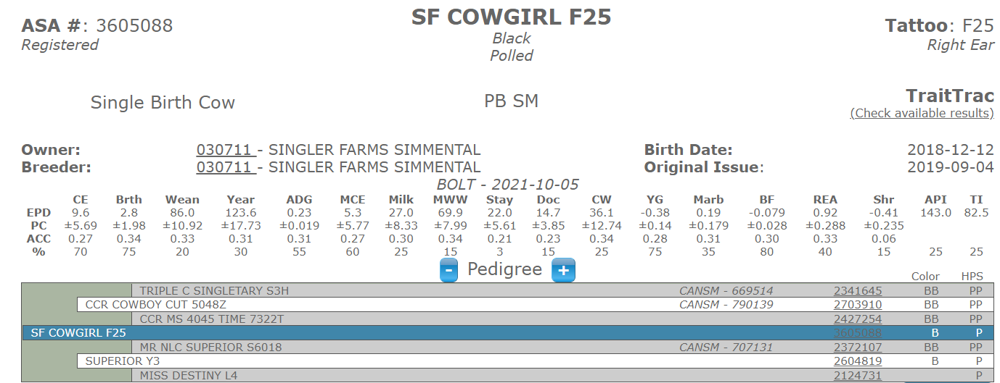 SF COWGIRL F25
ASA #: 3605088 Tattoo: F25
Registered Black Right Ear
Polled
TraitTrac
Single Birth Cow PB SM
(Check available results)
Owner: 030711 - SINGLER FARMS SIMMENTAL Birth Date: 2018-12-12
Breeder: 030711 - SINGLER FARMS SIMMENTAL Original Issue: 2019-09-04
BOLT - 2021-10-05
CE Brth Wean Year ADG MCE Milk MWW Stay Doc CW YG Marb BF REA Shr API TI
EPD 9.6 2.8 86.0 123.6 0.23 5.3 27.0 69.9 22.0 14.7 36.1 -0.38 0.19 -0.079 0.92 -0.41 143.0 82.5
PC ±5.69 ±1.98 ±10.92 ±17.73 ±0.019 ±5.77 ±8.33 ±7.99 ±5.61 ±3.85 ±12.74 ±0.14 ±0.179 ±0.028 ±0.288 ±0.235
ACC 0.27 0.34 0.33 0.31 0.31 0.27 0.30 0.34 0.21 0.23 0.34 0.28 0.31 0.30 0.33 0.06
% 70 75 20 30 55 60 25 15 3 15 25 75 35 80 40 15 25 25
- Pedigree +
Color HPS
TRIPLE C SINGLETARY S3H CANSM - 669514 2341645 BB PP
CCR COWBOY CUT 5048Z CANSM - 790139 2703910 BB PP
CCR MS 4045 TIME 7322T 2427254 BB PP
SF COWGIRL F25 3605088 B P
MR NLC SUPERIOR S6018 CANSM - 707131 2372107 BB PP
SUPERIOR Y3 2604819 B P
MISS DESTINY L4 2124731 P